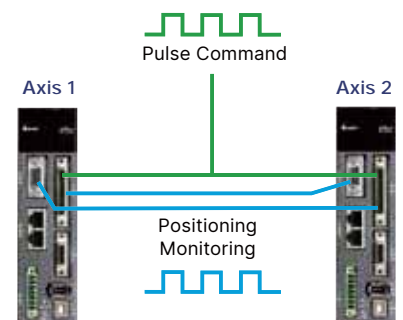 Pulse Command
Axis 1
Axis 2
Positioning
Monitoring